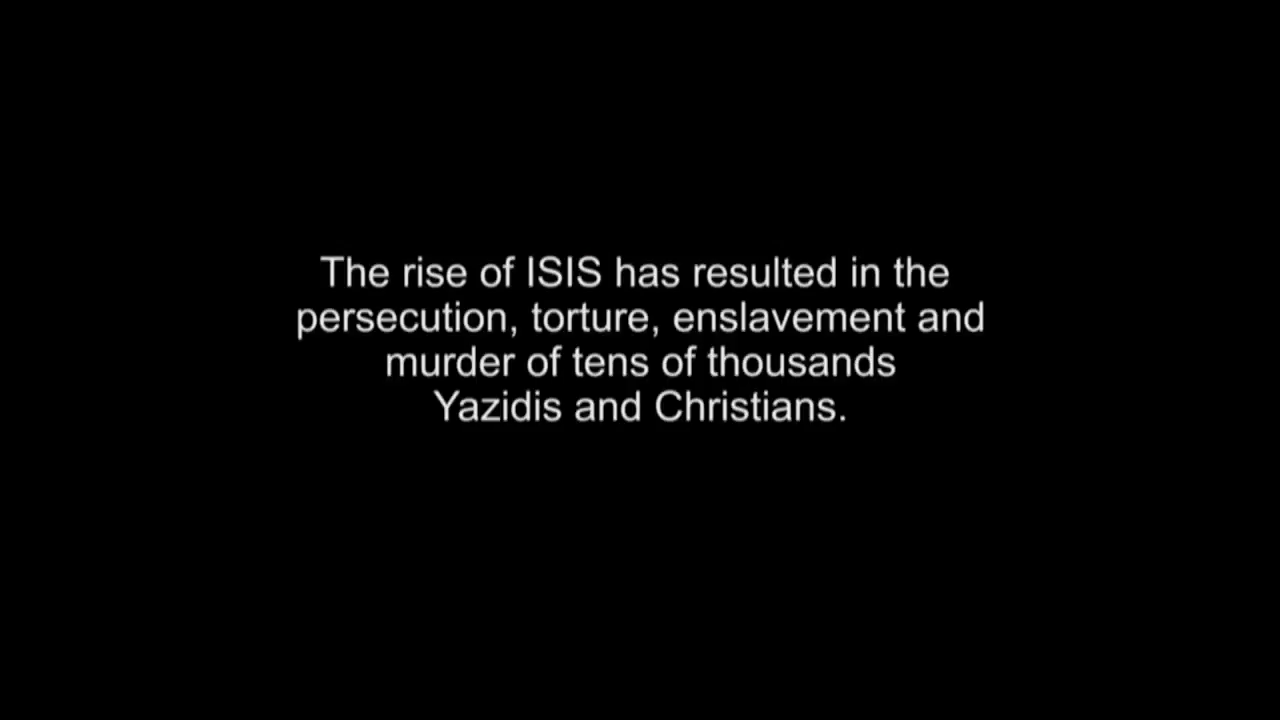 The rise of ISIS has resulted in the
persecution, torture, enslavement and
murder of tens of thousands
Yazidis and Christians.